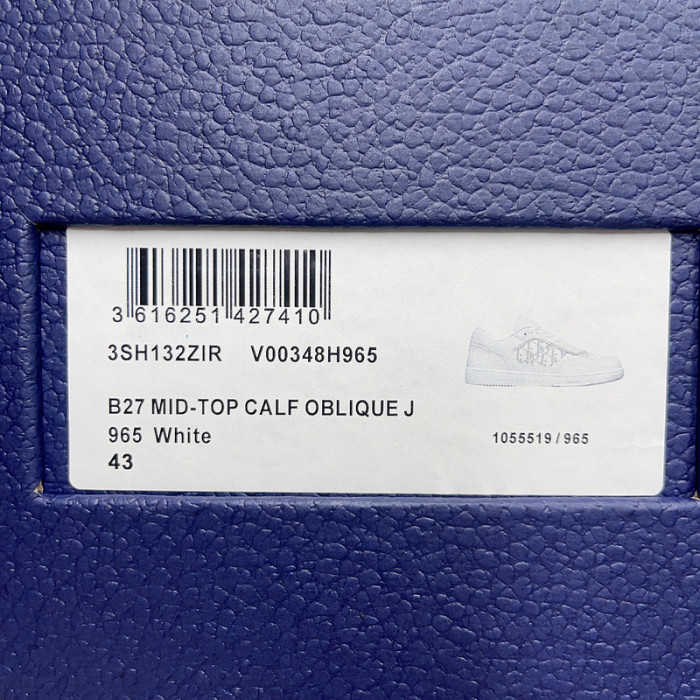 3 616251 427410
3SH132ZIR V00348H965
B27 MID-TOP CALF OBLIQUE J
965 White
1055519 / 965
43